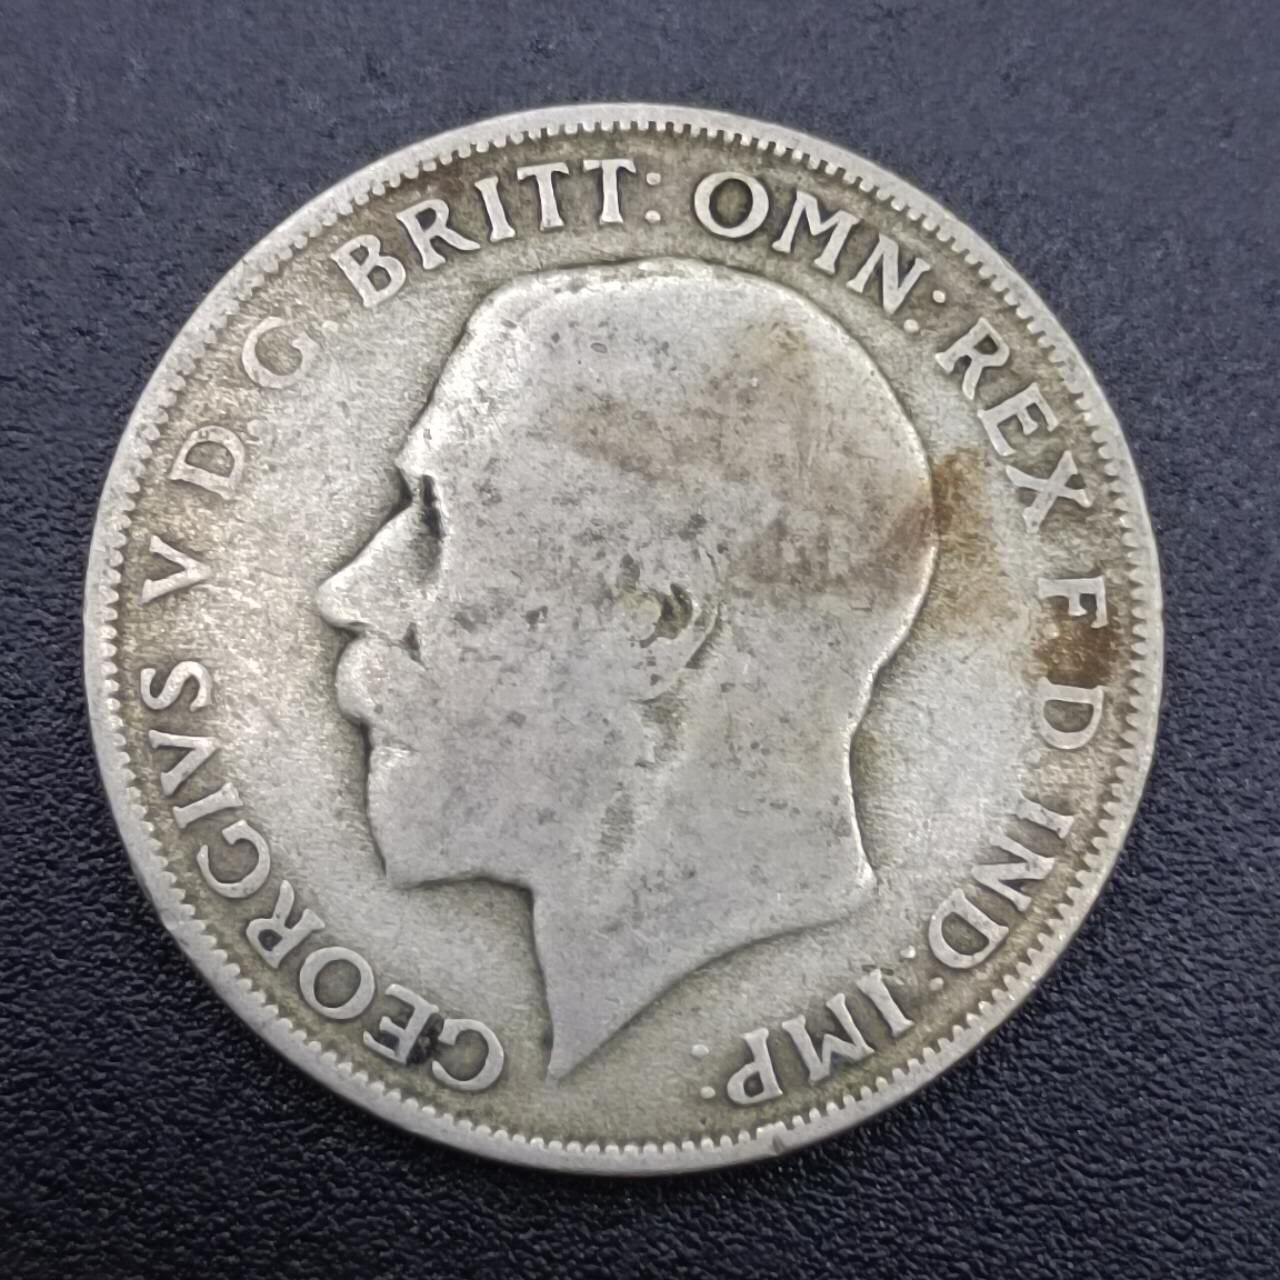 GEORGIVS V D. G. BRITT: OMN: REX F D IND: IMP: